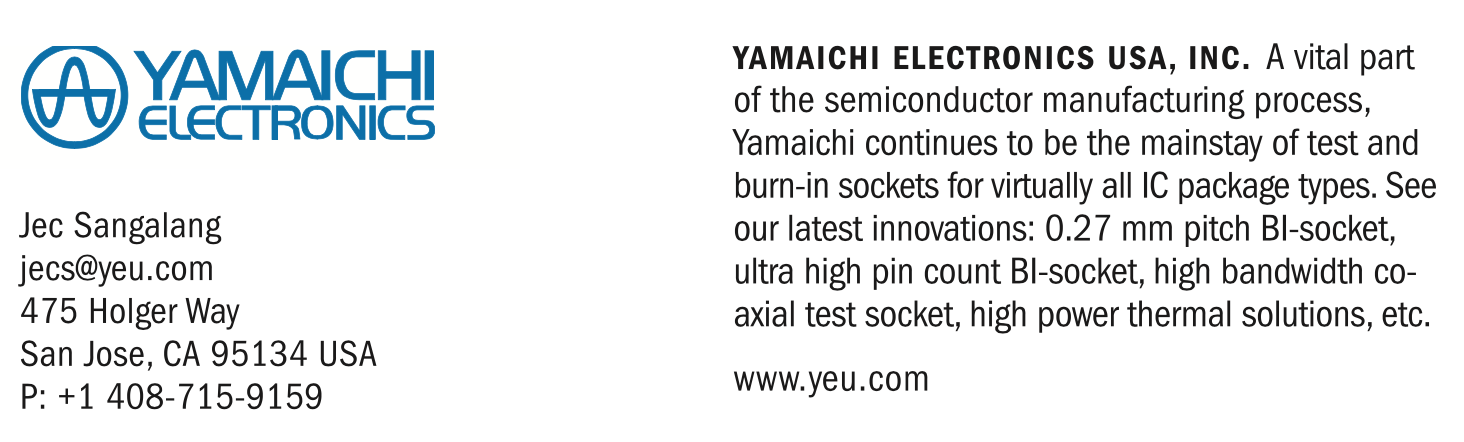 YAMAICHI
ELECTRONICS
Jec Sangalang
jecs@yeu.com
475 Holger Way
San Jose, CA 95134 USA
P: +1 408-715-9159
YAMAICHI ELECTRONICS USA, INC. A vital part
of the semiconductor manufacturing process,
Yamaichi continues to be the mainstay of test and
burn-in sockets for virtually all IC package types. See
our latest innovations: 0.27 mm pitch BI-socket,
ultra high pin count BI-socket, high bandwidth co-
axial test socket, high power thermal solutions, etc.
www.yeu.com